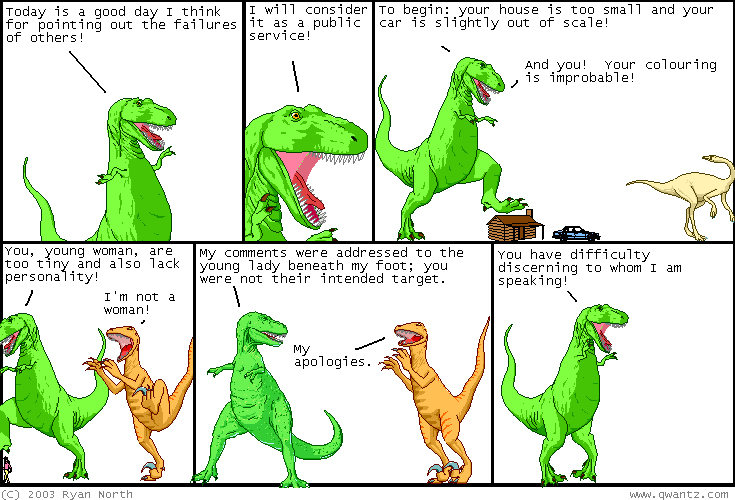 Today is a good day I think
for pointing out the failures
of others!
I will consider
it as a public
service!
To begin: your house is too small and your
car is slightly out of scale!
And you!  Your colouring
is improbable!
You, young woman, are
too tiny and also lack
personality!
I'm not a
woman!
My comments were addressed to the
young lady beneath my foot; you
were not their intended target.
My
apologies.
You have difficulty
discerning to whom I am
speaking!
(C) 2003 Ryan North
www.qwantz.com